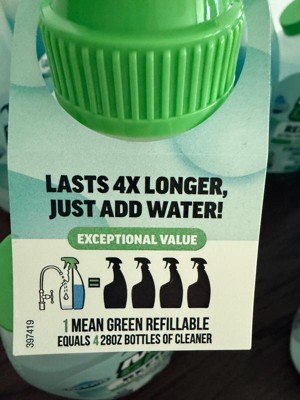 LASTS 4X LONGER,
JUST ADD WATER!
EXCEPTIONAL VALUE
=
1 MEAN GREEN REFILLABLE
EQUALS 4 28OZ BOTTLES OF CLEANER
397419